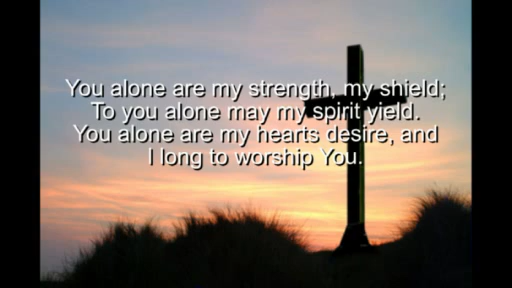 You alone are my strength, my shield;
To you alone may my spirit yield.
You alone are my hearts desire, and
I long to worship You.